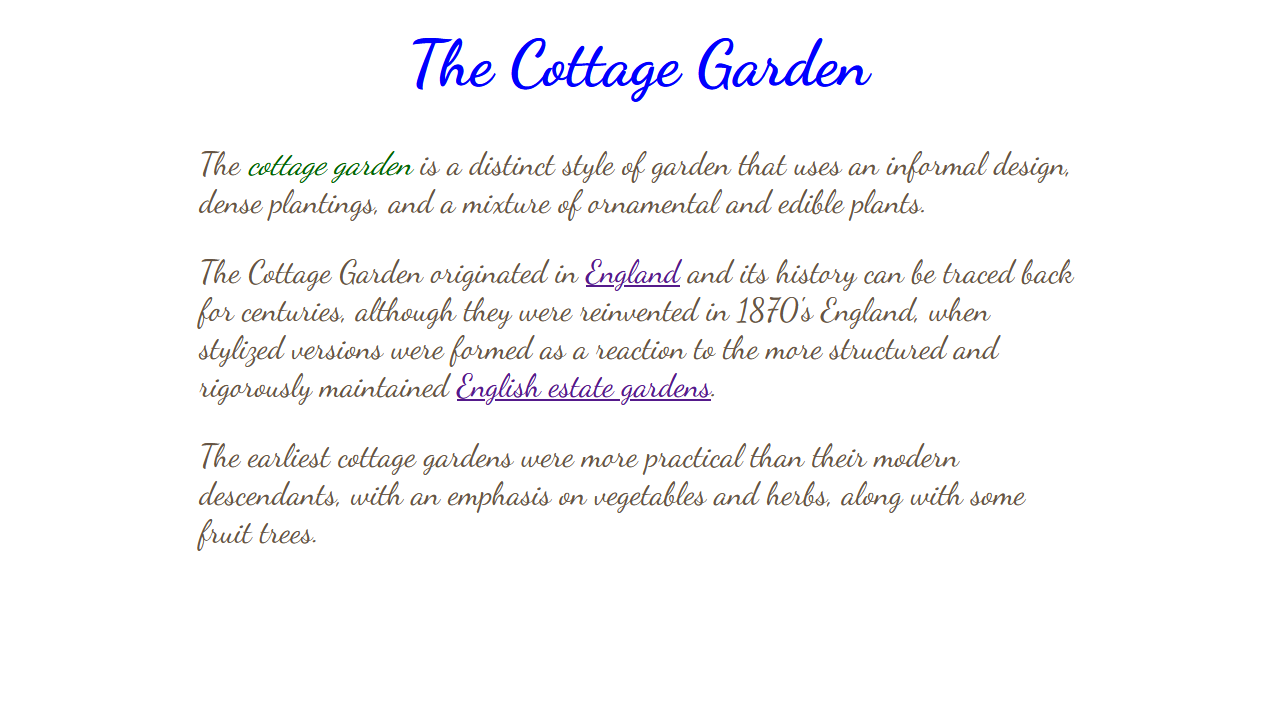 The Cottage Garden
The cottage garden is a distinct style of garden that uses an informal design,
dense plantings, and a mixture of ornamental and edible plants.
The Cottage Garden originated in England and its history can be traced back
for centuries, although they were reinvented in 1870's England, when
stylized versions were formed as a reaction to the more structured and
rigorously maintained English estate gardens.
The earliest cottage gardens were more practical than their modern
descendants, with an emphasis on vegetables and herbs, along with some
fruit trees.